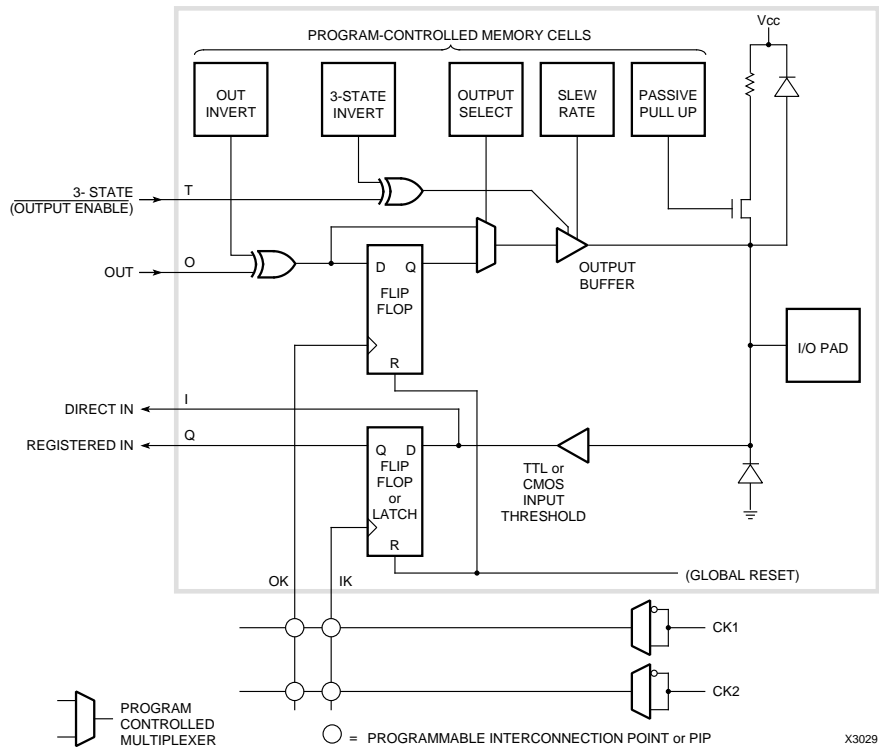 Vcc
PROGRAM-CONTROLLED MEMORY CELLS
OUT
INVERT
3-STATE
INVERT
OUTPUT
SELECT
SLEW
RATE
PASSIVE
PULL UP
3- STATE
(OUTPUT ENABLE)
T
OUT
O
D Q
FLIP
FLOP
R
OUTPUT
BUFFER
I/O PAD
DIRECT IN
I
REGISTERED IN
Q
Q D
FLIP
FLOP
or
LATCH
R
TTL or
CMOS
INPUT
THRESHOLD
OK
IK
(GLOBAL RESET)
CK1
CK2
PROGRAM
CONTROLLED
MULTIPLEXER
= PROGRAMMABLE INTERCONNECTION POINT or PIP
X3029